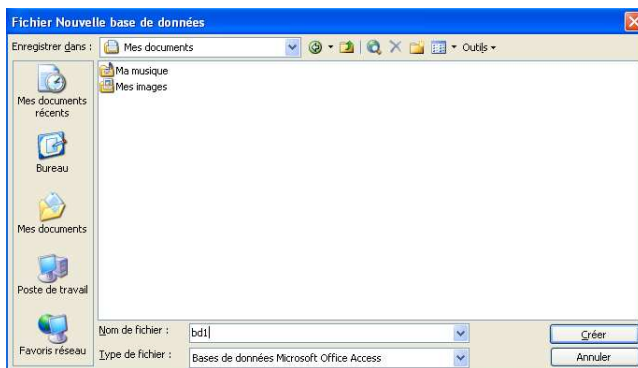 Fichier Nouvelle base de données
Enregistrer dans :
Mes documents
Outils
Ma musique
Mes images
Mes documents
récents
Bureau
Mes documents
Poste de travail
Favoris réseau
Nom de fichier :
bd1
Créer
Type de fichier :
Bases de données Microsoft Office Access
Annuler